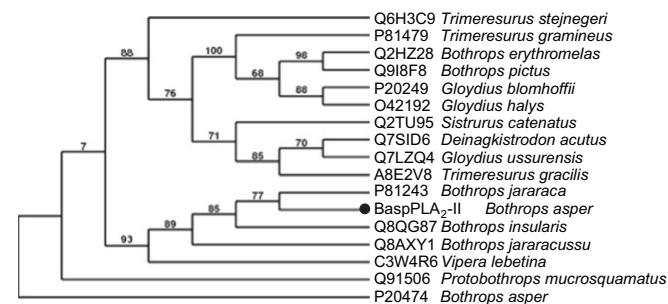 Q6H3C9 Trimeresurus stejnegeri
88
P81479 Trimeresurus gramineus
100
Q2HZ28 Bothrops erythromelas
98
Q9I8F8 Bothrops pictus
68
P20249 Gloydius blomhoffii
88
76
O42192 Gloydius halys
Q2TU95 Sistrurus catenatus
71
Q7SID6 Deinagkistrodon acutus
70
7
Q7LZQ4 Gloydius ussurensis
85
A8E2V8 Trimeresurus gracilis
P81243 Bothrops jararaca
77
BaspPLA₂-II Bothrops asper
85
Q8QG87 Bothrops insularis
89
Q8AXY1 Bothrops jararacussu
93
C3W4R6 Vipera lebetina
Q91506 Protobothrops mucrosquamatus
P20474 Bothrops asper